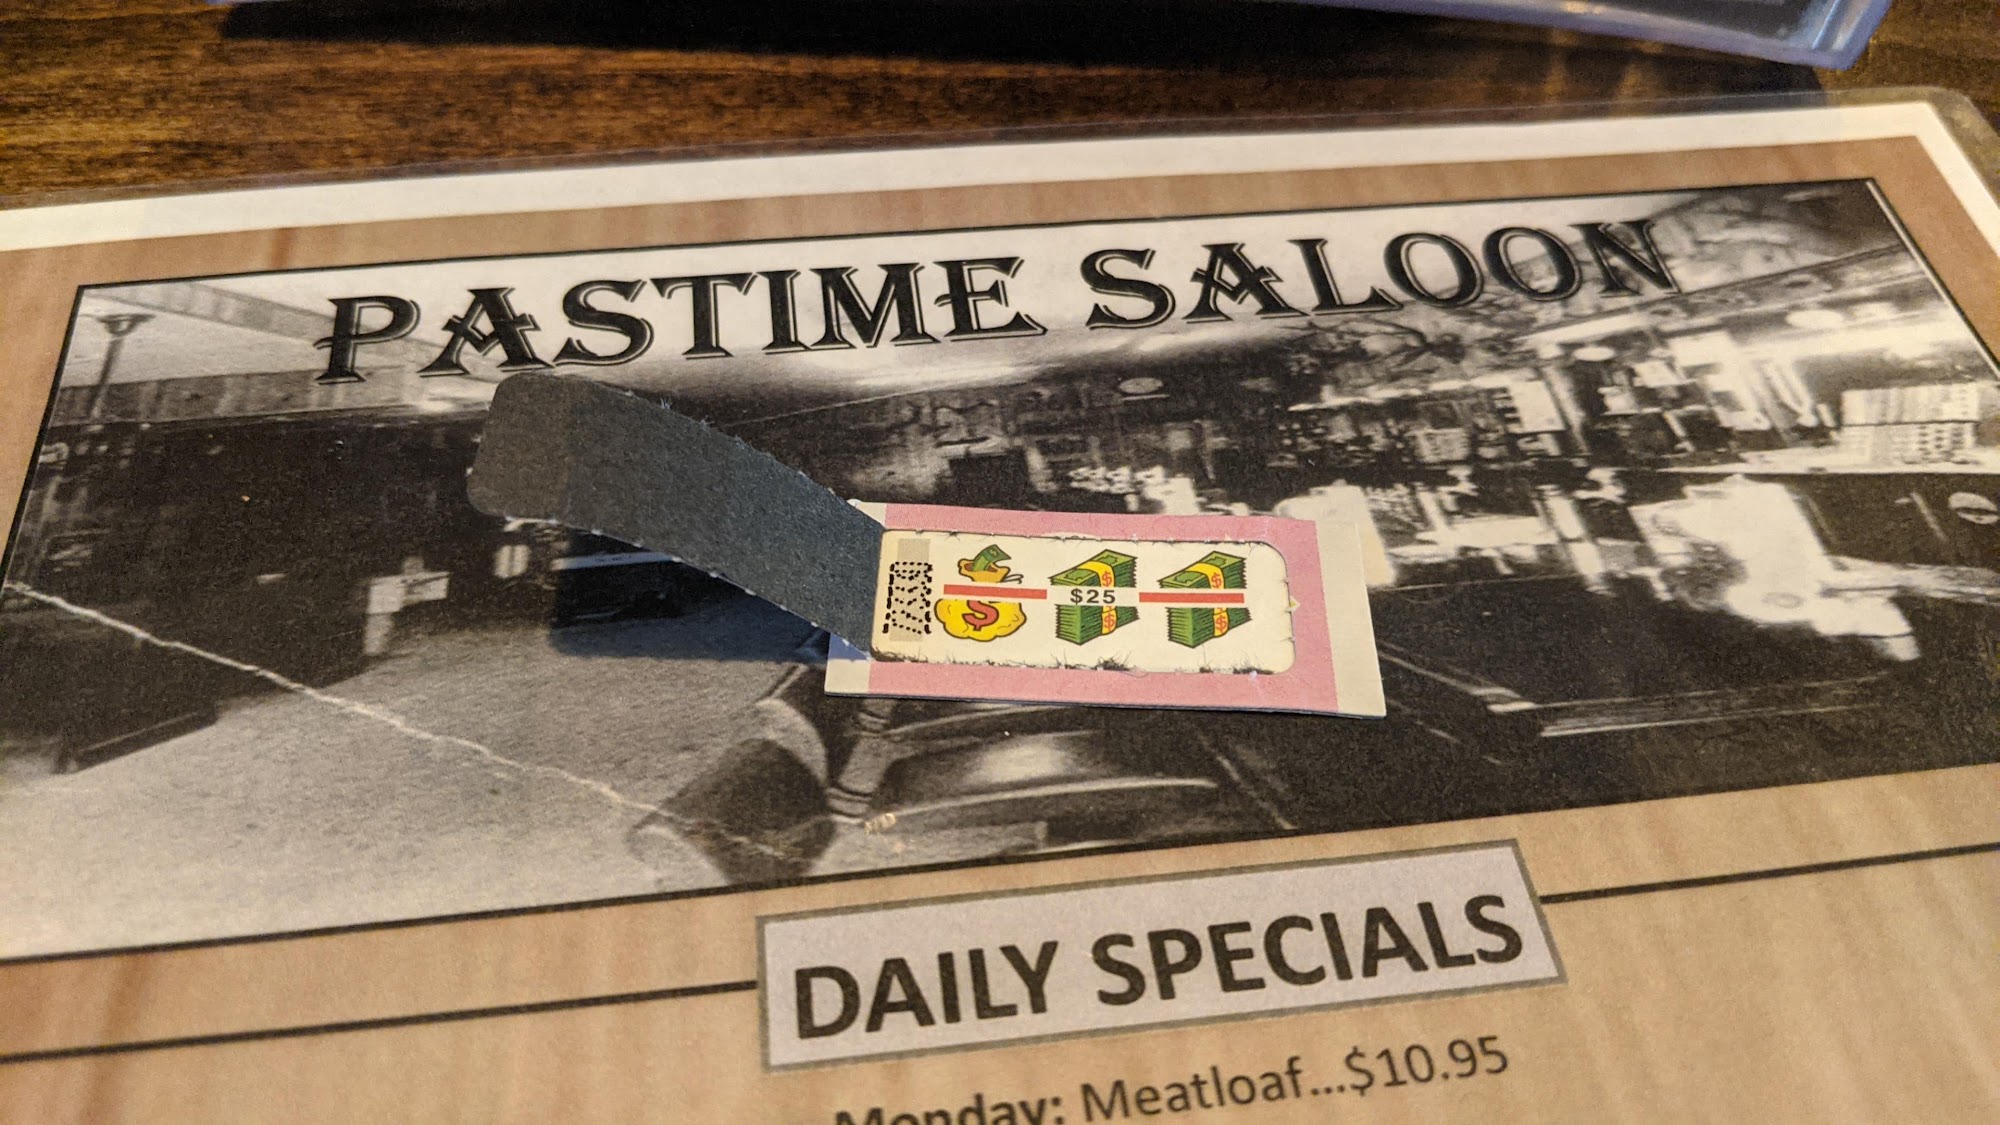 PASTIME SALOON
$25
DAILY SPECIALS
Monday: Meatloaf...$10.95